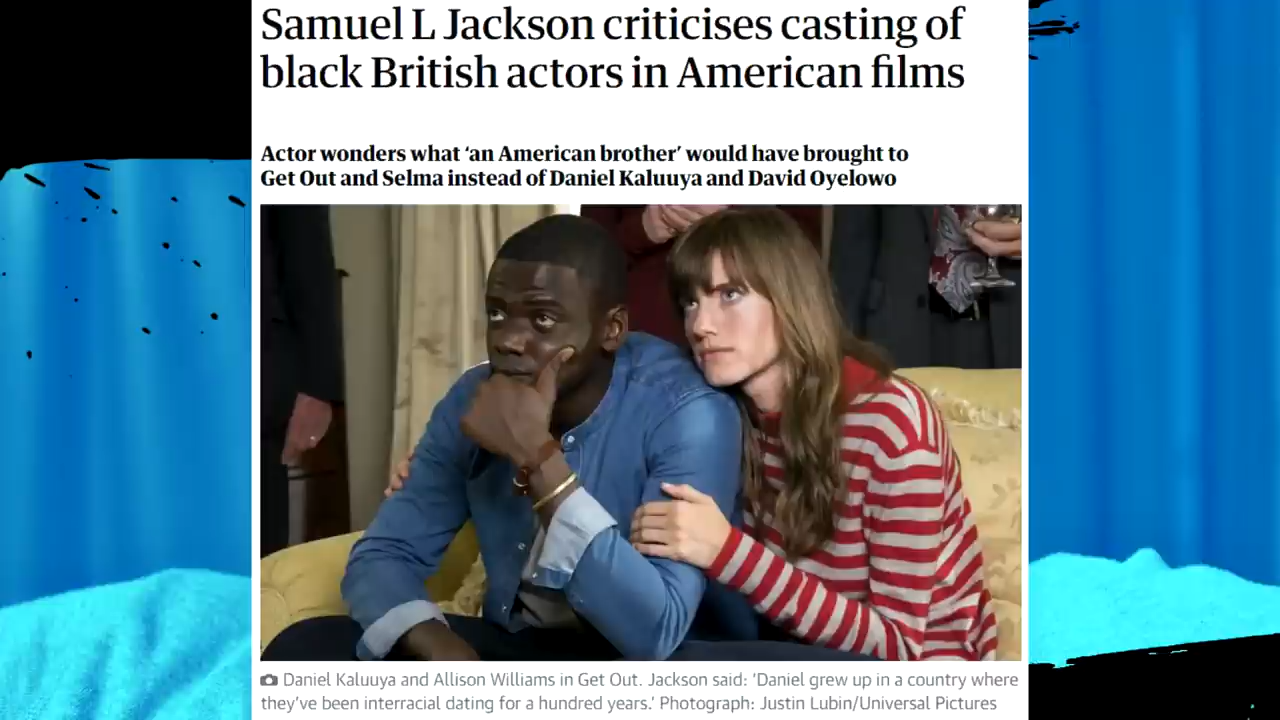 Samuel L Jackson criticises casting of
black British actors in American films
Actor wonders what ‘an American brother’ would have brought to
Get Out and Selma instead of Daniel Kaluuya and David Oyelowo
Daniel Kaluuya and Allison Williams in Get Out. Jackson said: ‘Daniel grew up in a country where
they’ve been interracial dating for a hundred years.’ Photograph: Justin Lubin/Universal Pictures